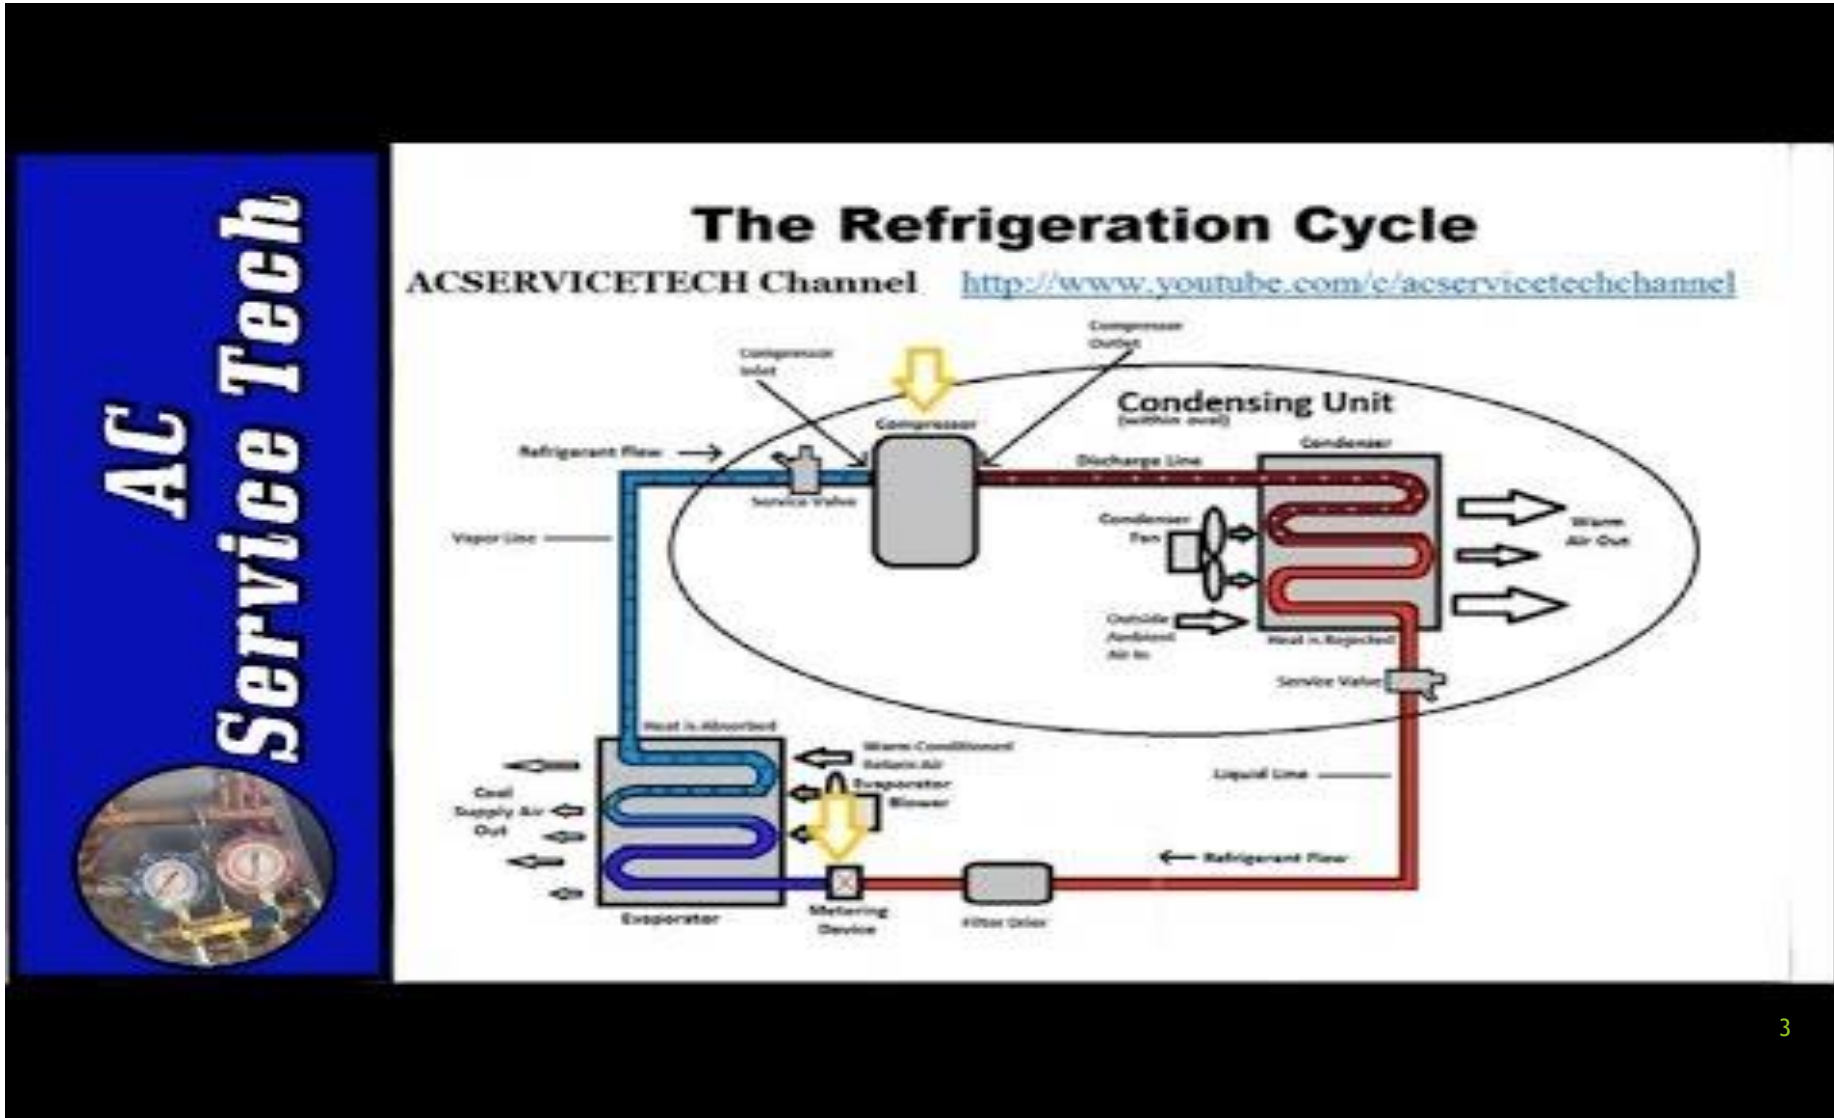 AC
Service Tech
The Refrigeration Cycle
ACSERVICETECH Channel http://www.youtube.com/c/acservicetechchannel
Compressor
Inlet
Compressor
Outlet
Condensing Unit
(within oval)
Compressor
Condenser
Refrigerant Flow
Discharge Line
Service Valve
Condenser
Fan
Warm
Air Out
Vapor Line
Outside
Ambient
Air In
Heat is Rejected
Service Valve
Heat is Absorbed
Warm Conditioned
Return Air
Evaporator
Blower
Liquid Line
Cool
Supply Air
Out
Refrigerant Flow
Evaporator
Metering
Device
Filter Drier
3